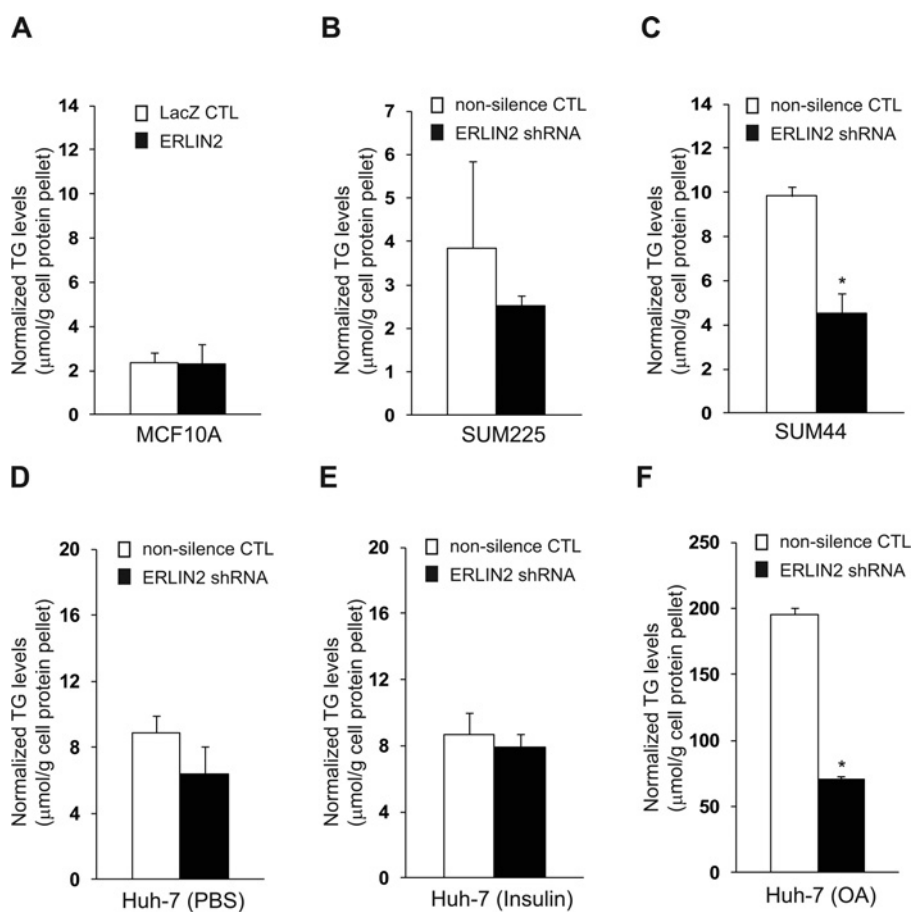 A
LacZ CTL
ERLIN2
Normalized TG levels
(μmol/g cell protein pellet)
14
12
10
8
6
4
2
0
MCF10A
B
non-silence CTL
ERLIN2 shRNA
Normalized TG levels
(μmol/g cell protein pellet)
7
6
5
4
3
2
1
0
SUM225
C
non-silence CTL
ERLIN2 shRNA
Normalized TG levels
(μmol/g cell protein pellet)
14
12
10
8
6
4
2
0
*
SUM44
D
non-silence CTL
ERLIN2 shRNA
Normalized TG levels
(μmol/g cell protein pellet)
20
16
12
8
4
0
Huh-7 (PBS)
E
non-silence CTL
ERLIN2 shRNA
Normalized TG levels
(μmol/g cell protein pellet)
20
16
12
8
4
0
Huh-7 (Insulin)
F
non-silence CTL
ERLIN2 shRNA
Normalized TG levels
(μmol/g cell protein pellet)
250
200
150
100
50
0
*
Huh-7 (OA)